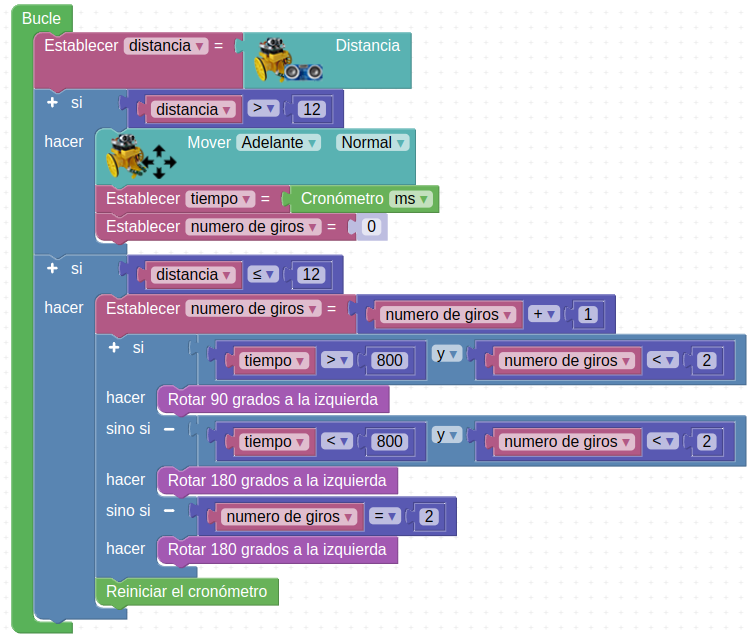 Bucle
Establecer distancia ▾ = Distancia
+ si distancia ▾ > ▾ 12
hacer Mover Adelante ▾ Normal ▾
Establecer tiempo ▾ = Cronómetro ms ▾
Establecer numero de giros ▾ = 0
+ si distancia ▾ ≤ ▾ 12
hacer Establecer numero de giros ▾ = numero de giros ▾ + ▾ 1
+ si tiempo ▾ > ▾ 800 y ▾ numero de giros ▾ < ▾ 2
hacer Rotar 90 grados a la izquierda
sino si − tiempo ▾ < ▾ 800 y ▾ numero de giros ▾ < ▾ 2
hacer Rotar 180 grados a la izquierda
sino si − numero de giros ▾ = ▾ 2
hacer Rotar 180 grados a la izquierda
Reiniciar el cronómetro